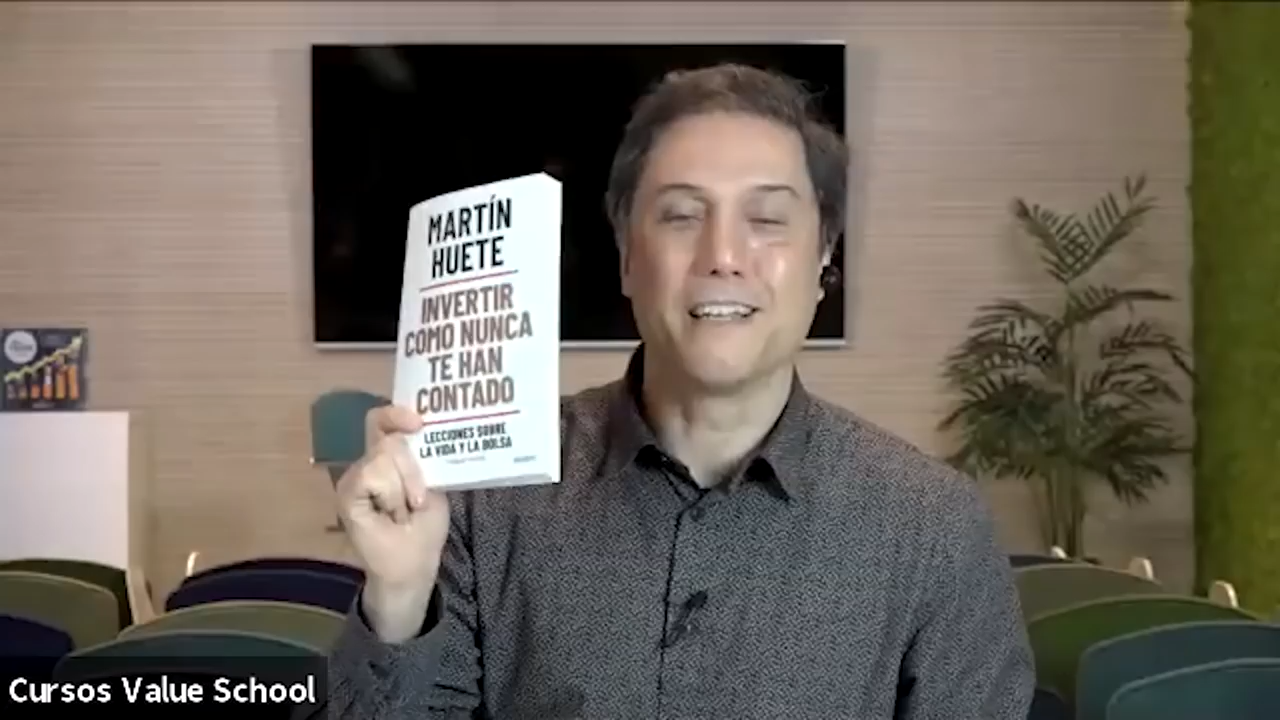 MARTÍN
HUETE
INVERTIR
COMO NUNCA
TE HAN
CONTADO
LECCIONES SOBRE
LA VIDA Y LA BOLSA
Cursos Value School